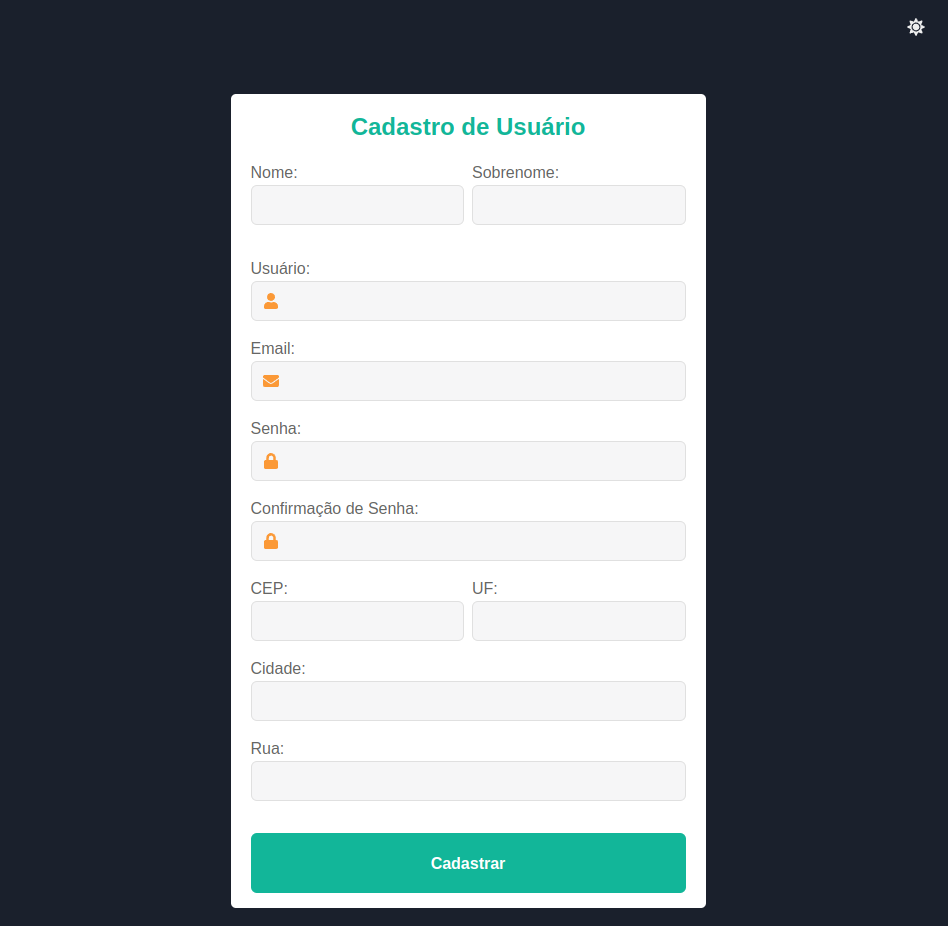 Cadastro de Usuário
Nome: Sobrenome:
Usuário:
Email:
Senha:
Confirmação de Senha:
CEP: UF:
Cidade:
Rua:
Cadastrar